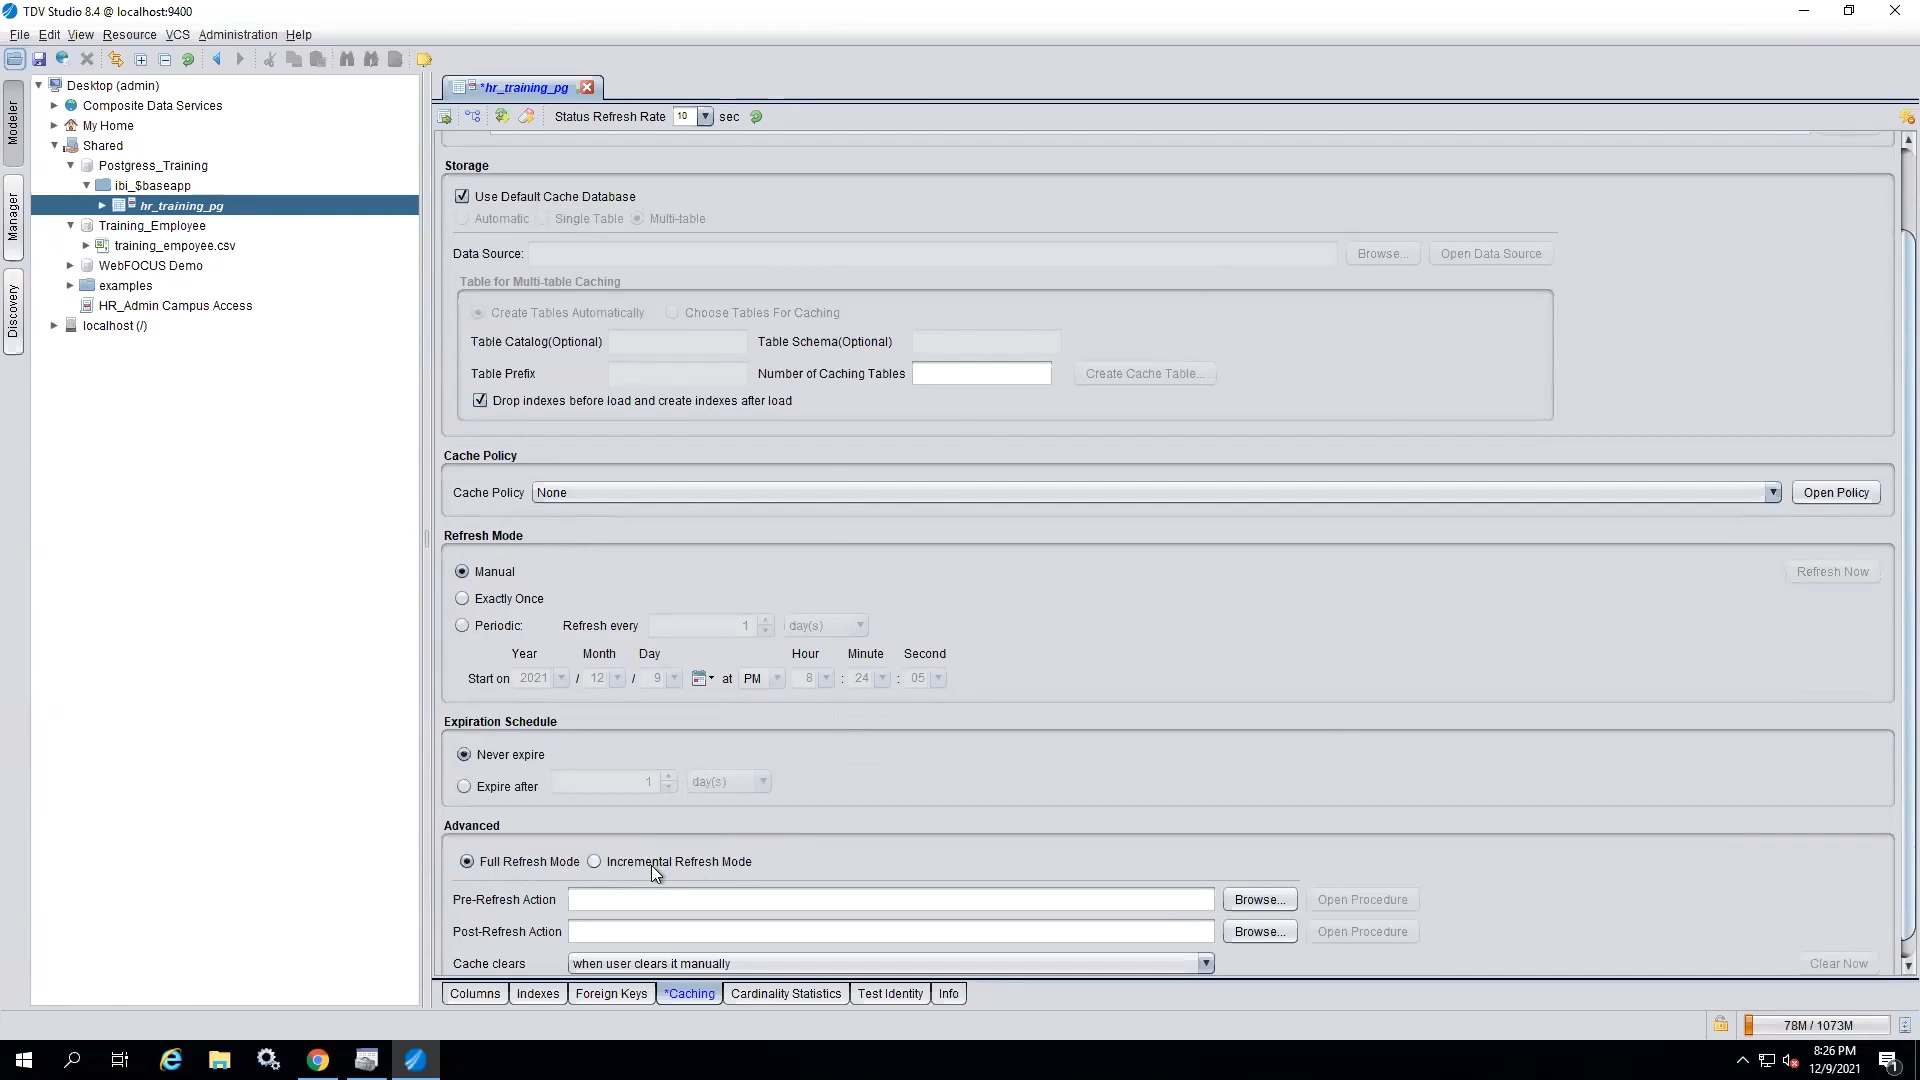 TDV Studio 8.4 @ localhost:9400
File Edit View Resource VCS Administration Help
Modeler
Manager
Discovery
Desktop (admin)
Composite Data Services
My Home
Shared
Postgress_Training
ibi_$baseapp
hr_training_pg
Training_Employee
training_empoyee.csv
WebFOCUS Demo
examples
HR_Admin Campus Access
localhost (/)
*hr_training_pg
Status Refresh Rate 10 sec
Storage
Use Default Cache Database
Automatic Single Table Multi-table
Data Source: Browse... Open Data Source
Table for Multi-table Caching
Create Tables Automatically Choose Tables For Caching
Table Catalog(Optional) Table Schema(Optional)
Table Prefix Number of Caching Tables Create Cache Table...
Drop indexes before load and create indexes after load
Cache Policy
Cache Policy None Open Policy
Refresh Mode
Manual Refresh Now
Exactly Once
Periodic: Refresh every 1 day(s)
Year Month Day Hour Minute Second
Start on 2021 / 12 / 9 at PM 8 : 24 : 05
Expiration Schedule
Never expire
Expire after 1 day(s)
Advanced
Full Refresh Mode Incremental Refresh Mode
Pre-Refresh Action Browse... Open Procedure
Post-Refresh Action Browse... Open Procedure
Cache clears when user clears it manually Clear Now
Columns Indexes Foreign Keys *Caching Cardinality Statistics Test Identity Info
78M / 1073M
8:26 PM
12/9/2021
1